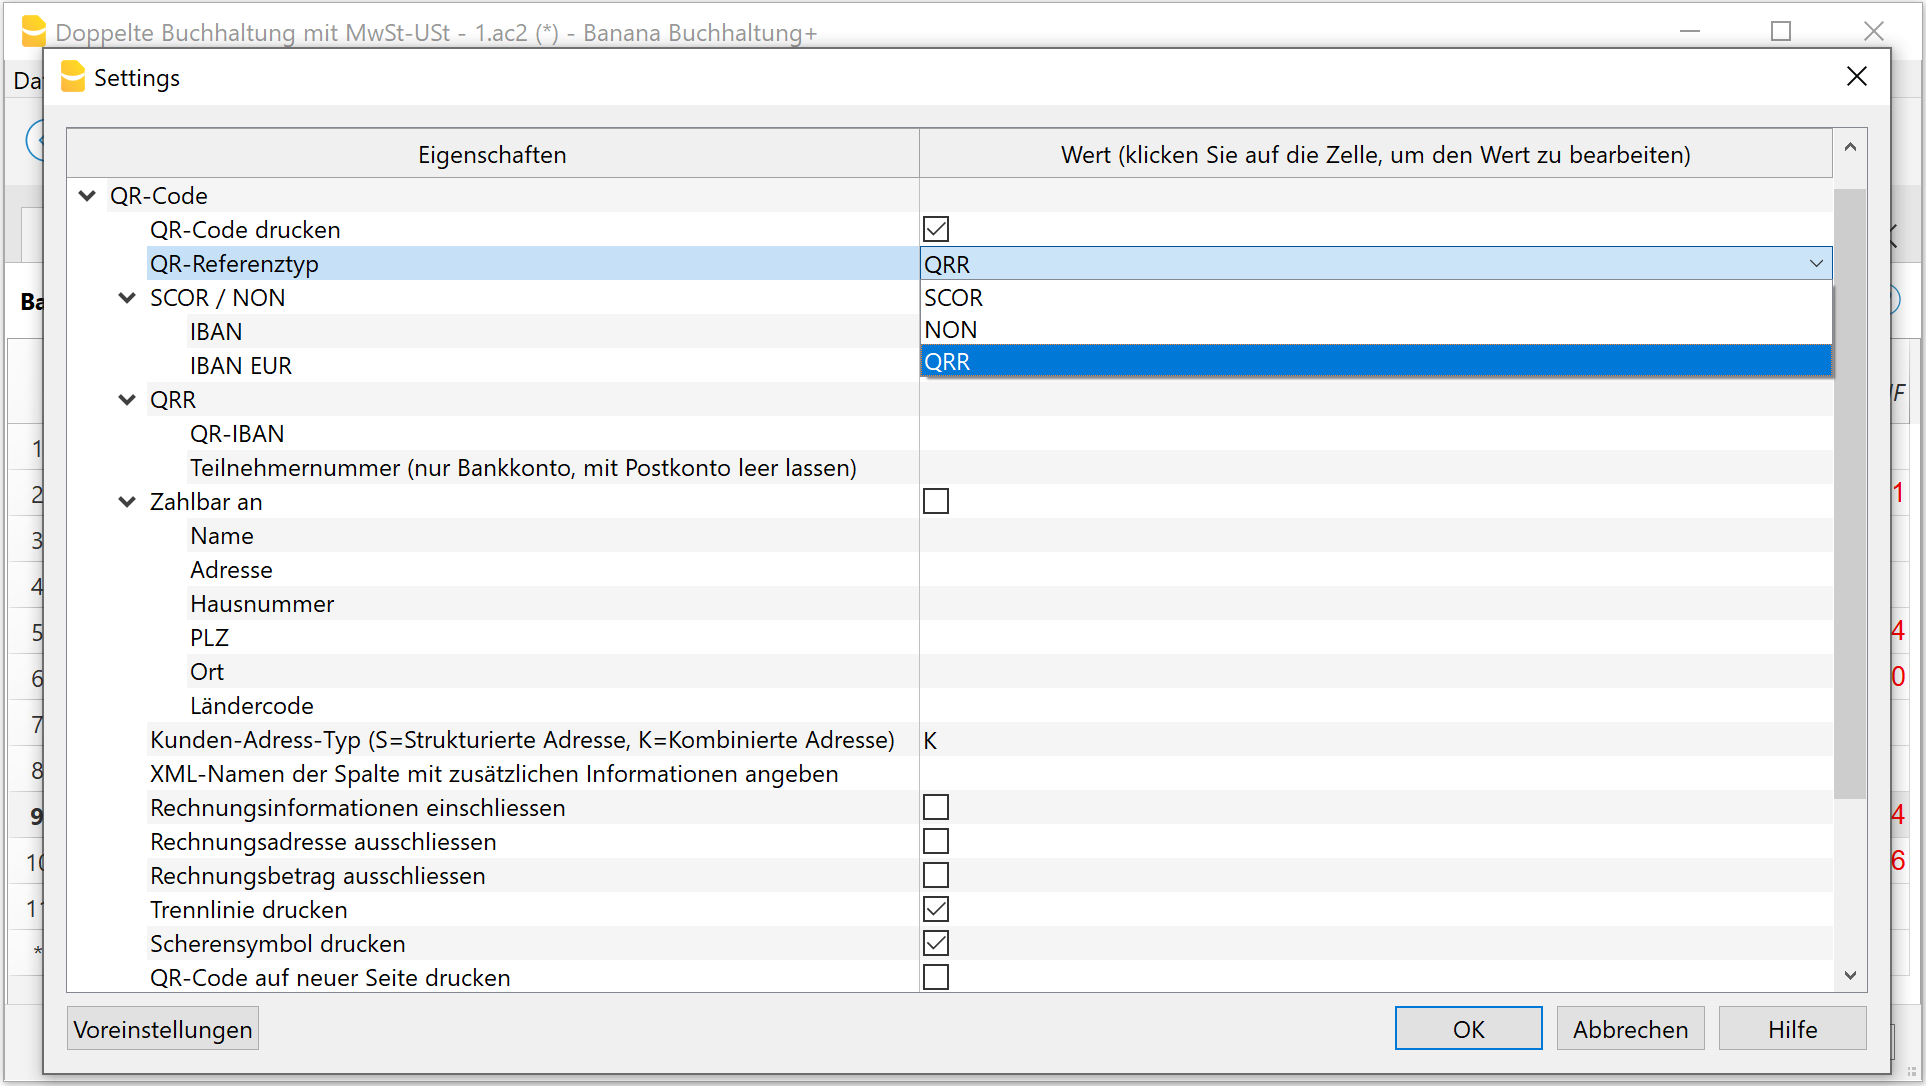 Doppelte Buchhaltung mit MwSt-USt - 1.ac2 (*) - Banana Buchhaltung+
Settings
Eigenschaften
Wert (klicken Sie auf die Zelle, um den Wert zu bearbeiten)
QR-Code
QR-Code drucken
QR-Referenztyp
QRR
SCOR / NON
SCOR
IBAN
NON
IBAN EUR
QRR
QRR
QR-IBAN
Teilnehmernummer (nur Bankkonto, mit Postkonto leer lassen)
Zahlbar an
Name
Adresse
Hausnummer
PLZ
Ort
Ländercode
Kunden-Adress-Typ (S=Strukturierte Adresse, K=Kombinierte Adresse)
K
XML-Namen der Spalte mit zusätzlichen Informationen angeben
Rechnungsinformationen einschliessen
Rechnungsadresse ausschliessen
Rechnungsbetrag ausschliessen
Trennlinie drucken
Scherensymbol drucken
QR-Code auf neuer Seite drucken
1
2
3
4
5
6
7
8
9
10
11
*
1
4
0
4
6
Voreinstellungen
OK
Abbrechen
Hilfe